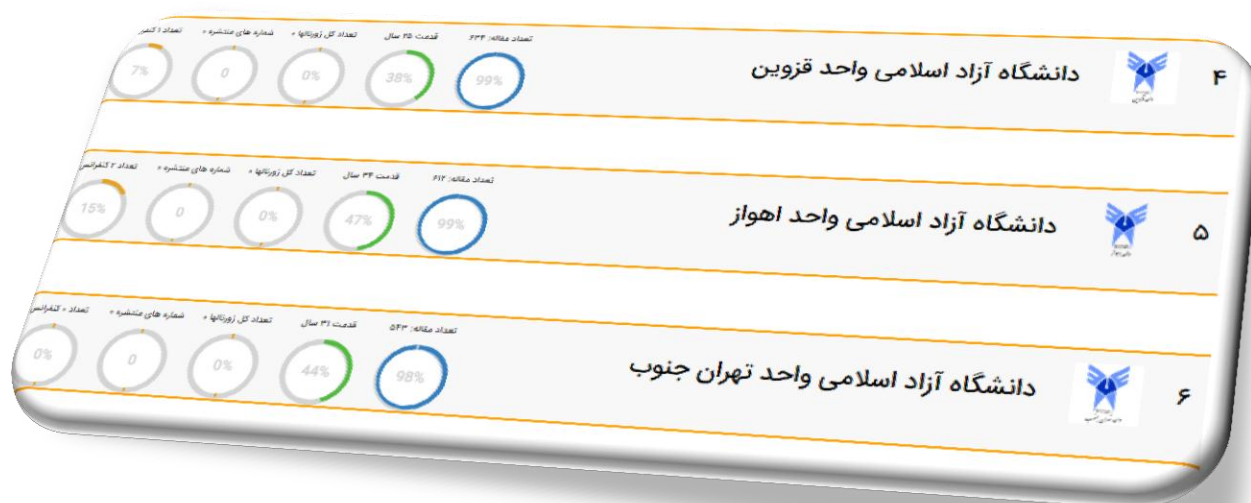 ۴
دانشگاه آزاد اسلامی واحد قزوین
تعداد مقاله: ۶۳۴
99%
قدمت ۲۵ سال
38%
تعداد کل ژورنالها ۰
0%
شماره های منتشره ۰
0
تعداد ۱
7%
۵
دانشگاه آزاد اسلامی واحد اهواز
تعداد مقاله: ۶۱۲
99%
قدمت ۳۴ سال
47%
تعداد کل ژورنالها ۰
0%
شماره های منتشره ۰
0
تعداد ۲ کنفرانس
15%
۶
دانشگاه آزاد اسلامی واحد تهران جنوب
تعداد مقاله: ۵۴۳
98%
قدمت ۳۱ سال
44%
تعداد کل ژورنالها ۰
0%
شماره های منتشره ۰
0
تعداد ۰ کنفرانس
0%